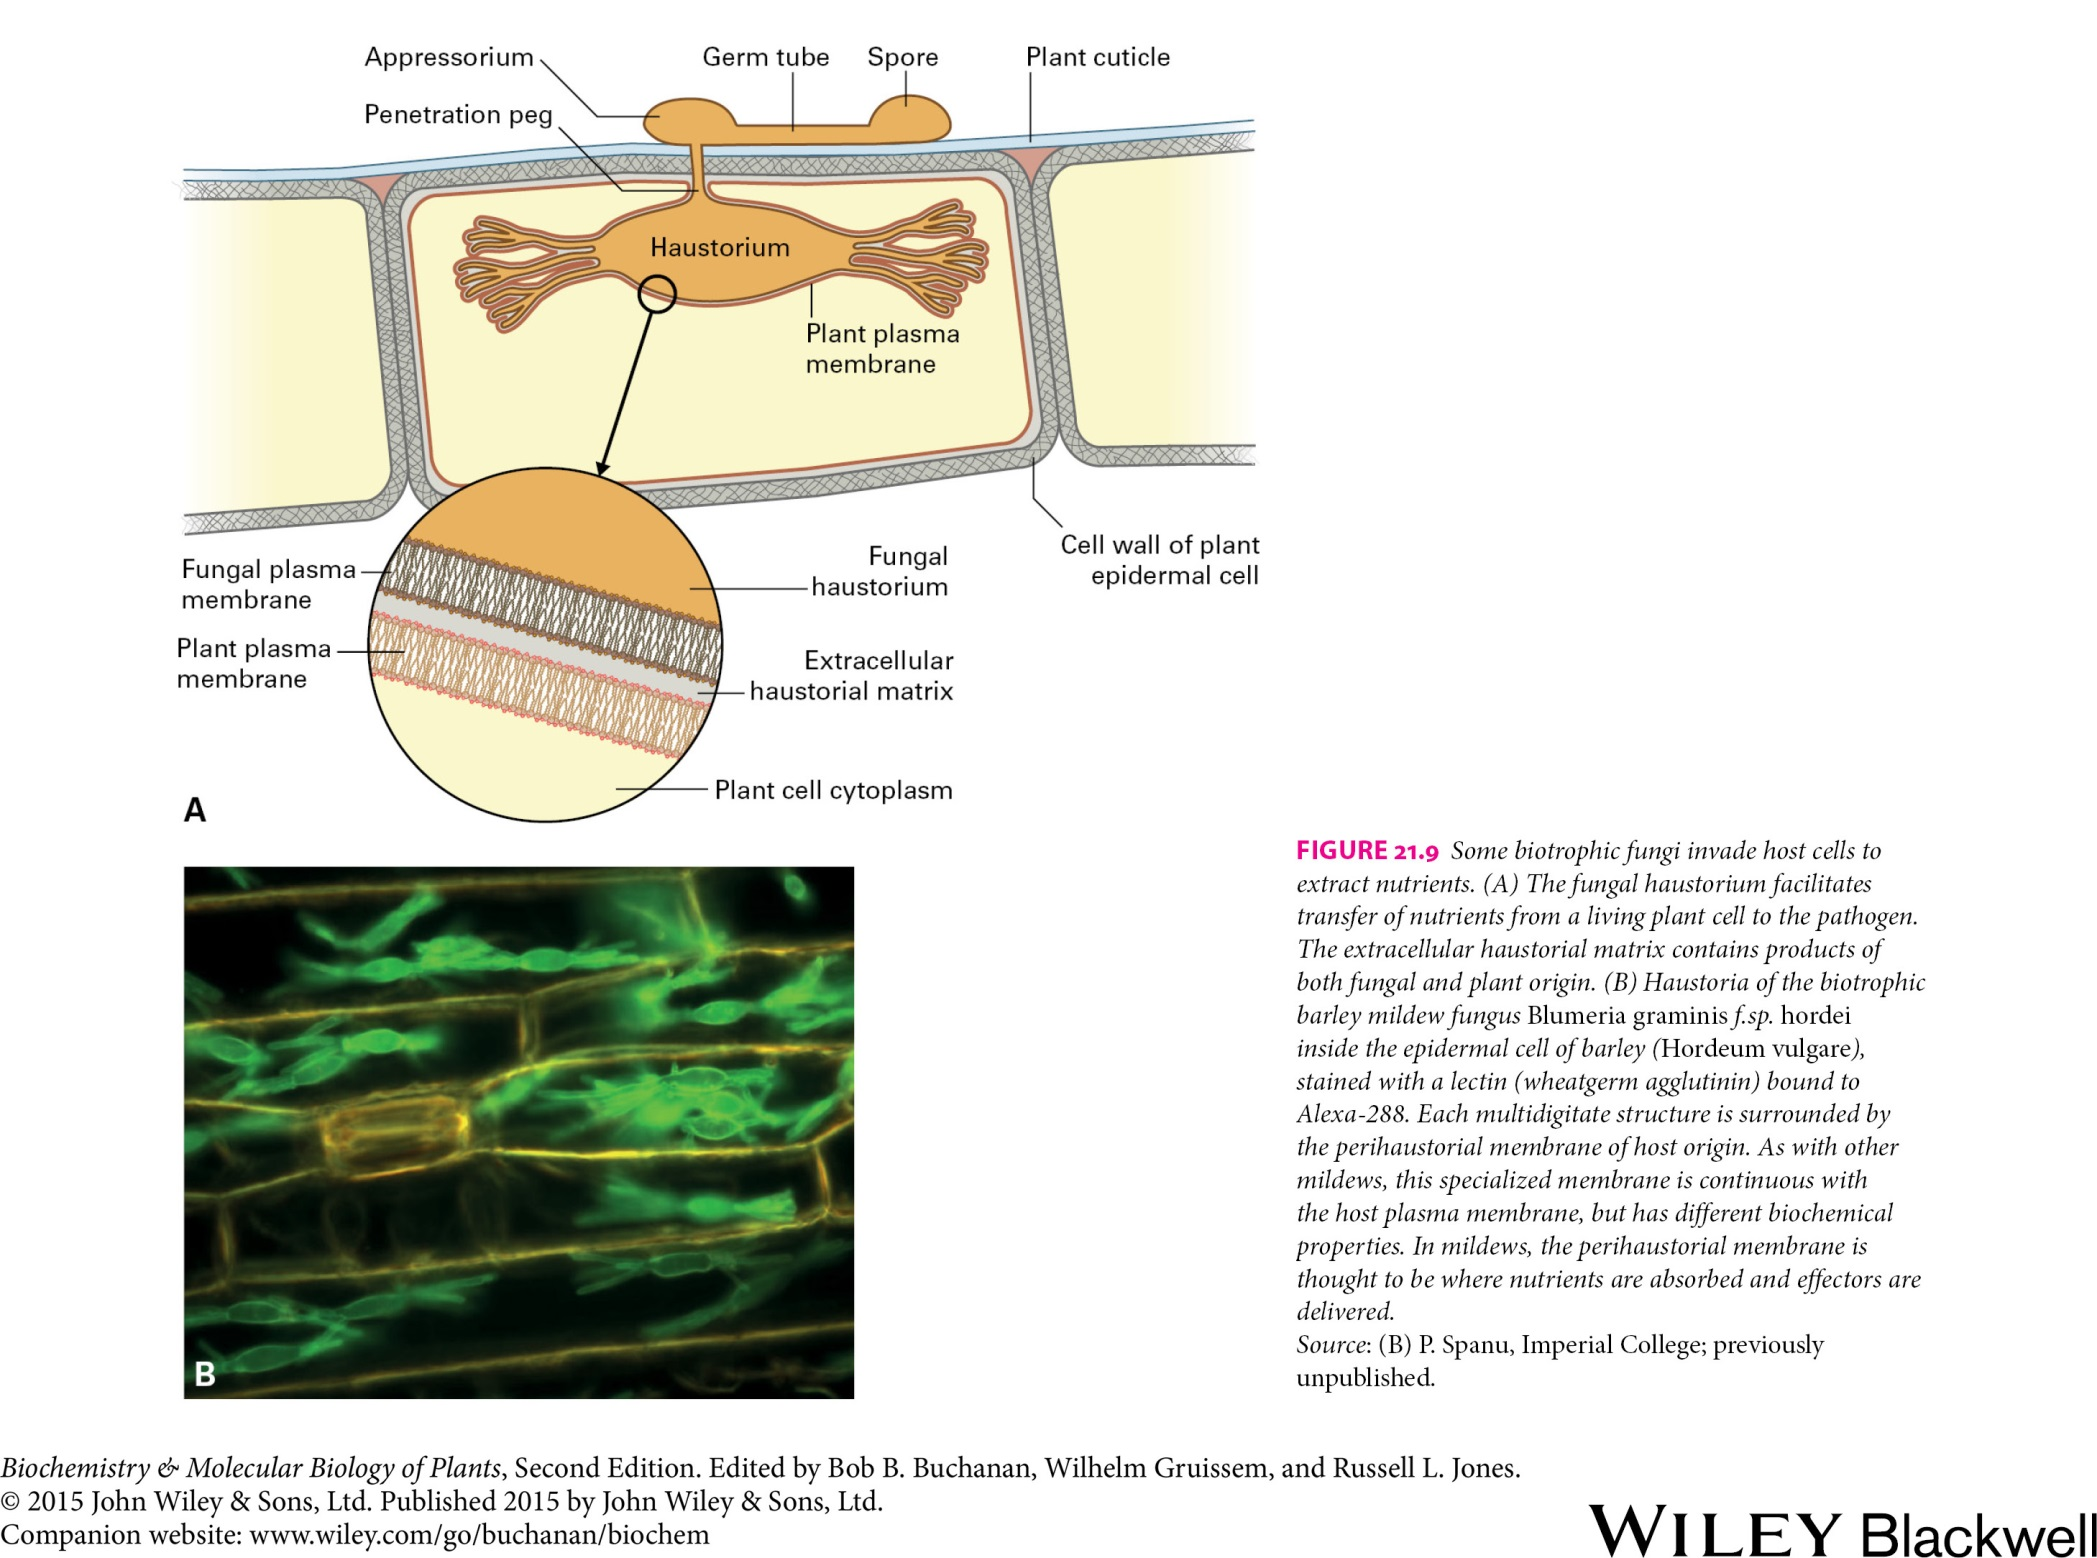 Appressorium
Germ tube
Spore
Plant cuticle
Penetration peg
Haustorium
Plant plasma
membrane
Cell wall of plant
epidermal cell
Fungal plasma
membrane
Fungal
haustorium
Plant plasma
membrane
Extracellular
haustorial matrix
Plant cell cytoplasm
A
B
FIGURE 21.9 Some biotrophic fungi invade host cells to
extract nutrients. (A) The fungal haustorium facilitates
transfer of nutrients from a living plant cell to the pathogen.
The extracellular haustorial matrix contains products of
both fungal and plant origin. (B) Haustoria of the biotrophic
barley mildew fungus Blumeria graminis f.sp. hordei
inside the epidermal cell of barley (Hordeum vulgare),
stained with a lectin (wheatgerm agglutinin) bound to
Alexa-288. Each multidigitate structure is surrounded by
the perihaustorial membrane of host origin. As with other
mildews, this specialized membrane is continuous with
the host plasma membrane, but has different biochemical
properties. In mildews, the perihaustorial membrane is
thought to be where nutrients are absorbed and effectors are
delivered.
Source: (B) P. Spanu, Imperial College; previously
unpublished.
Biochemistry & Molecular Biology of Plants, Second Edition. Edited by Bob B. Buchanan, Wilhelm Gruissem, and Russell L. Jones.
© 2015 John Wiley & Sons, Ltd. Published 2015 by John Wiley & Sons, Ltd.
Companion website: www.wiley.com/go/buchanan/biochem
WILEY Blackwell